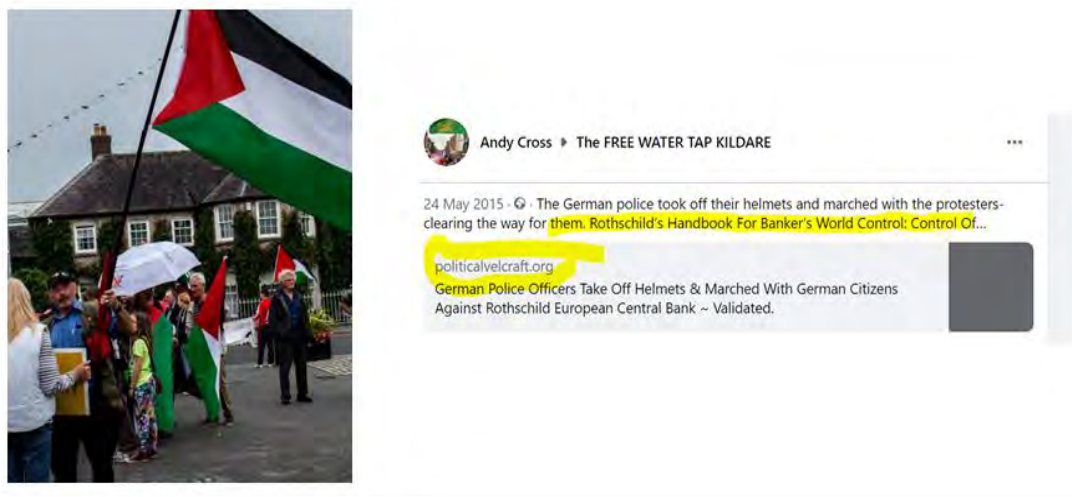 Andy Cross ▸ The FREE WATER TAP KILDARE
24 May 2015 · The German police took off their helmets and marched with the protesters-
clearing the way for them. Rothschild's Handbook For Banker's World Control: Control Of...
politicalvelcraft.org
German Police Officers Take Off Helmets & Marched With German Citizens
Against Rothschild European Central Bank ~ Validated.